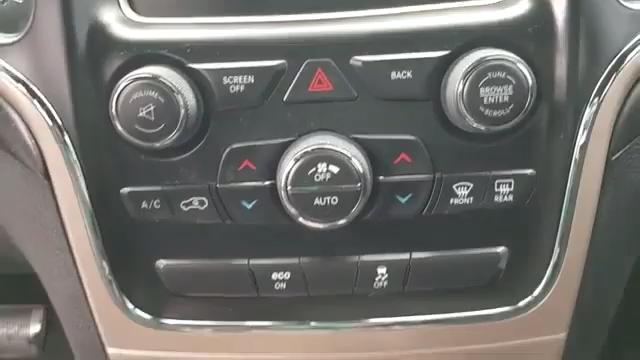 VOLUME
SCREEN
OFF
BACK
TUNE
BROWSE
ENTER
SCROLL
OFF
AUTO
A/C
FRONT
REAR
eco
ON
OFF